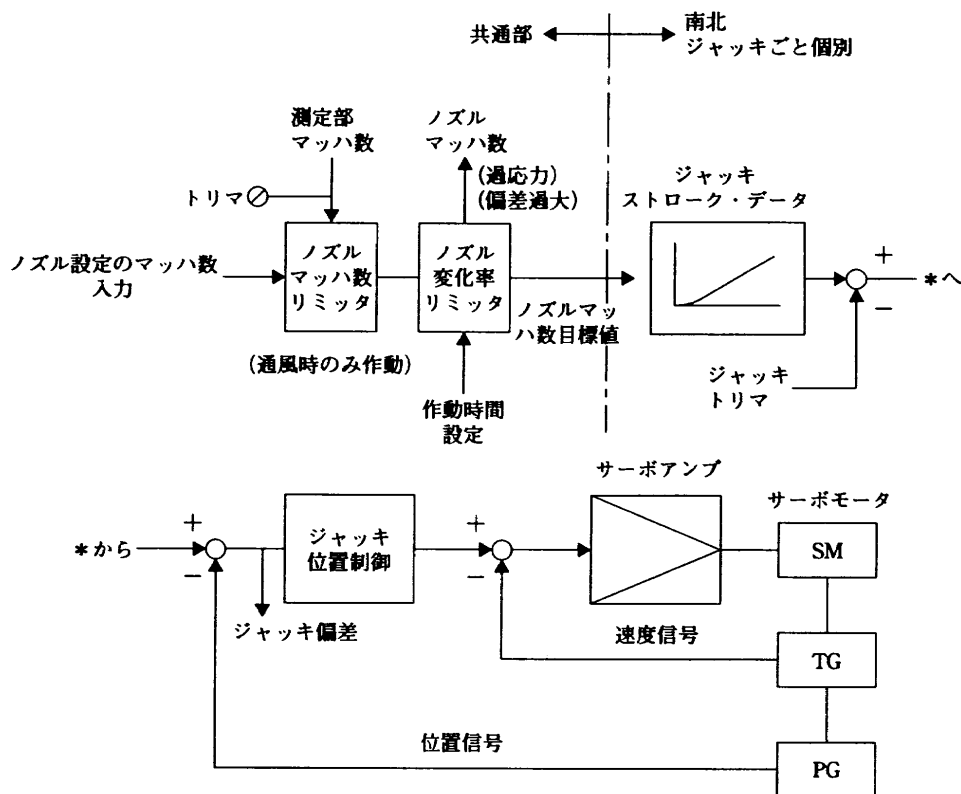 共通部
南北
ジャッキごと個別
測定部
マッハ数
ノズル
マッハ数
(過応力)
(偏差過大)
トリマ
ジャッキ
ストローク・データ
ノズル設定のマッハ数
入力
ノズル
マッハ数
リミッタ
ノズル
変化率
リミッタ
ノズルマッ
ハ数目標値
+
−
*へ
(通風時のみ作動)
ジャッキ
トリマ
作動時間
設定
サーボアンプ
サーボモータ
*から
+
−
ジャッキ
位置制御
+
−
SM
ジャッキ偏差
速度信号
TG
位置信号
PG